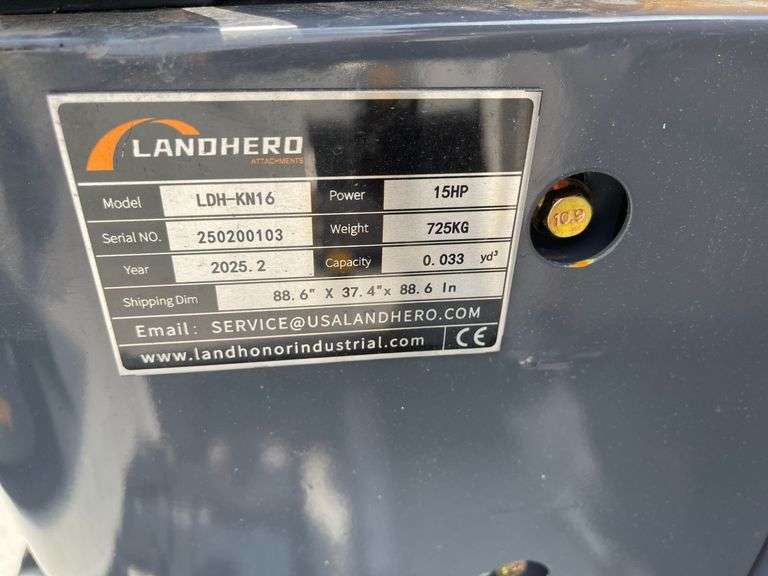 LANDHERO
ATTACHMENTS
Model LDH-KN16 Power 15HP
Serial NO. 250200103 Weight 725KG
Year 2025.2 Capacity 0.033 yd³
Shipping Dim 88.6" X 37.4"x 88.6 In
Email: SERVICE@USALANDHERO.COM
www.landhonorindustrial.com CE
10.9